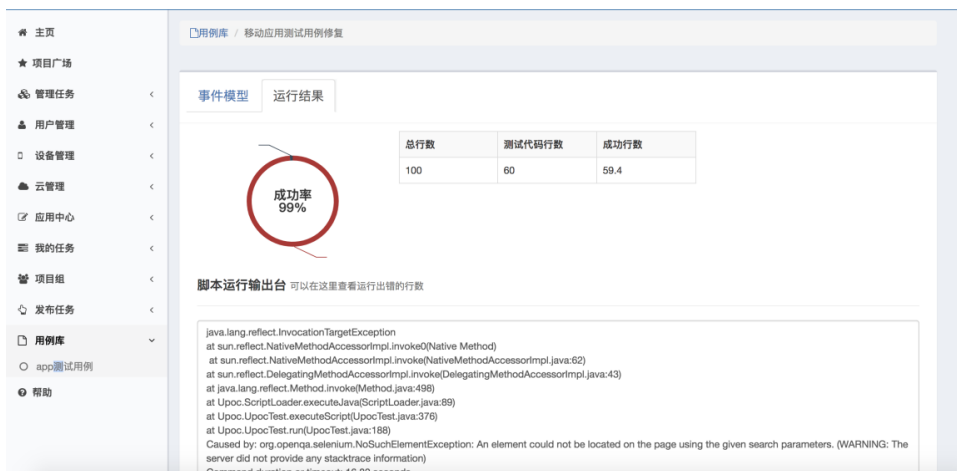 主页
项目广场
管理任务
用户管理
设备管理
云管理
应用中心
我的任务
项目组
发布任务
用例库
app测试用例
帮助
用例库 / 移动应用测试用例修复
事件模型 运行结果
成功率
99%
总行数 测试代码行数 成功行数
100 60 59.4
脚本运行输出台 可以在这里查看运行出错的行数
java.lang.reflect.InvocationTargetException
at sun.reflect.NativeMethodAccessorImpl.invoke0(Native Method)
at sun.reflect.NativeMethodAccessorImpl.invoke(NativeMethodAccessorImpl.java:62)
at sun.reflect.DelegatingMethodAccessorImpl.invoke(DelegatingMethodAccessorImpl.java:43)
at java.lang.reflect.Method.invoke(Method.java:498)
at Upoc.ScriptLoader.executeJava(ScriptLoader.java:89)
at Upoc.UpocTest.executeScript(UpocTest.java:376)
at Upoc.UpocTest.run(UpocTest.java:188)
Caused by: org.openqa.selenium.NoSuchElementException: An element could not be located on the page using the given search parameters. (WARNING: The
server did not provide any stacktrace information)
Command duration or timeout: